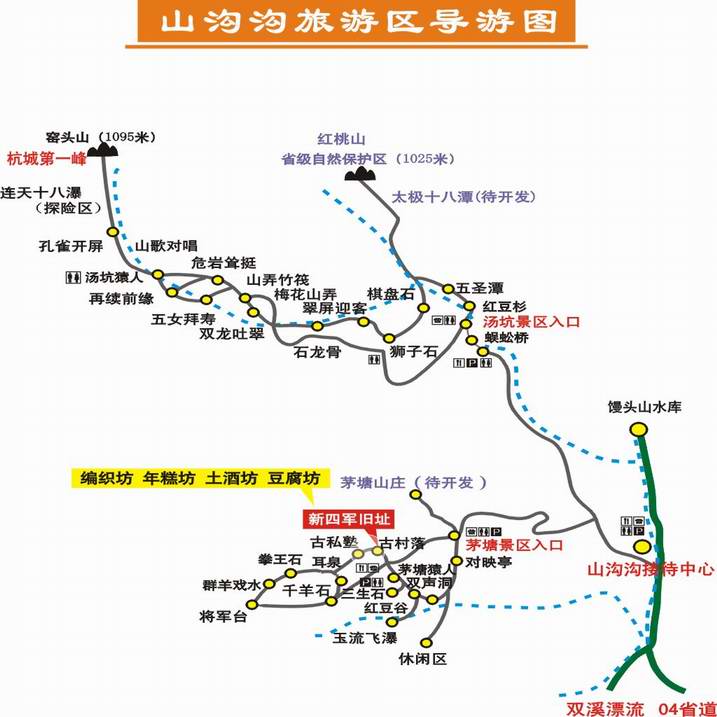 山沟沟旅游区导游图
窑头山（1095米）
杭城第一峰
红桃山
省级自然保护区（1025米）
连天十八瀑
（探险区）
太极十八潭(待开发)
孔雀开屏
山歌对唱
危岩耸挺
汤坑猿人
山弄竹筏
再续前缘
梅花山弄
棋盘石
五圣潭
翠屏迎客
红豆杉
五女拜寿
双龙吐翠
汤坑景区入口
石龙骨
狮子石
蜈蚣桥
馒头山水库
编织坊 年糕坊 土酒坊 豆腐坊
茅塘山庄（待开发）
新四军旧址
古私塾
古村落
茅塘景区入口
拳王石
耳泉
对映亭
山沟沟接待中心
茅塘猿人
群羊戏水
千羊石
三生石
双声洞
将军台
红豆谷
玉流飞瀑
休闲区
双溪漂流
04省道